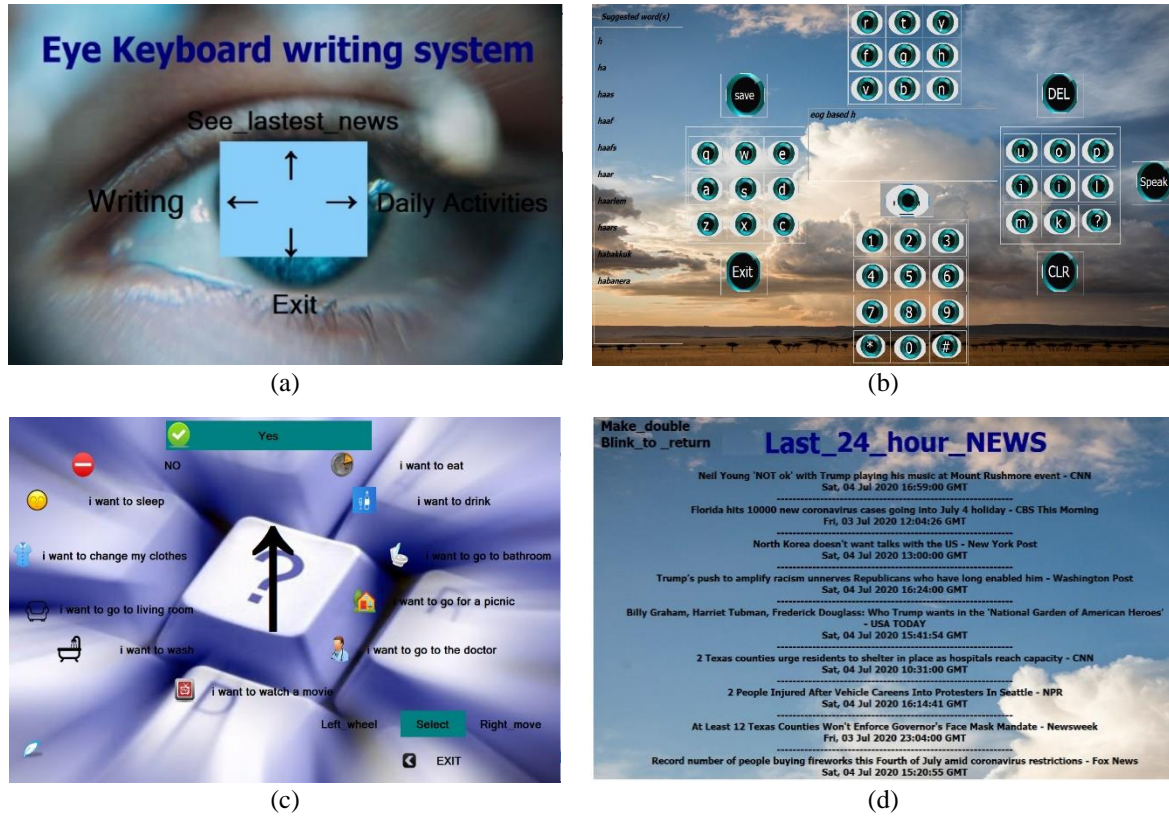 Eye Keyboard writing system
See_lastest_news
← ↑ → ↓
Writing
Daily Activities
Exit
(a)
Suggested word(s)
h
ha
haas
haaf
haafs
haar
haarlem
haars
habakkuk
habanera
r t y
f g h
v b n
save
DEL
eog based h
q w e
a s d
z x c
u o p
j i l
m k ?
Speak
Exit
CLR
1 2 3
4 5 6
7 8 9
* 0 #
(b)
Yes
NO
i want to eat
i want to sleep
i want to drink
i want to change my clothes
i want to go to bathroom
i want to go to living room
i want to go for a picnic
i want to wash
i want to go to the doctor
i want to watch a movie
Left_wheel
Select
Right_move
EXIT
?
(c)
Make_double
Blink_to _return
Last_24_hour_NEWS
Neil Young 'NOT ok' with Trump playing his music at Mount Rushmore event - CNN
Sat, 04 Jul 2020 16:59:00 GMT
Florida hits 10000 new coronavirus cases going into July 4 holiday - CBS This Morning
Fri, 03 Jul 2020 12:04:26 GMT
North Korea doesn't want talks with the US - New York Post
Sat, 04 Jul 2020 13:00:00 GMT
Trump's push to amplify racism unnerves Republicans who have long enabled him - Washington Post
Sat, 04 Jul 2020 16:24:00 GMT
Billy Graham, Harriet Tubman, Frederick Douglass: Who Trump wants in the 'National Garden of American Heroes'
- USA TODAY
Sat, 04 Jul 2020 15:41:54 GMT
2 Texas counties urge residents to shelter in place as hospitals reach capacity - CNN
Sat, 04 Jul 2020 10:31:00 GMT
2 People Injured After Vehicle Careens Into Protesters In Seattle - NPR
Sat, 04 Jul 2020 16:14:41 GMT
At Least 12 Texas Counties Won't Enforce Governor's Face Mask Mandate - Newsweek
Fri, 03 Jul 2020 23:04:00 GMT
Record number of people buying fireworks this Fourth of July amid coronavirus restrictions - Fox News
Sat, 04 Jul 2020 15:20:55 GMT
(d)